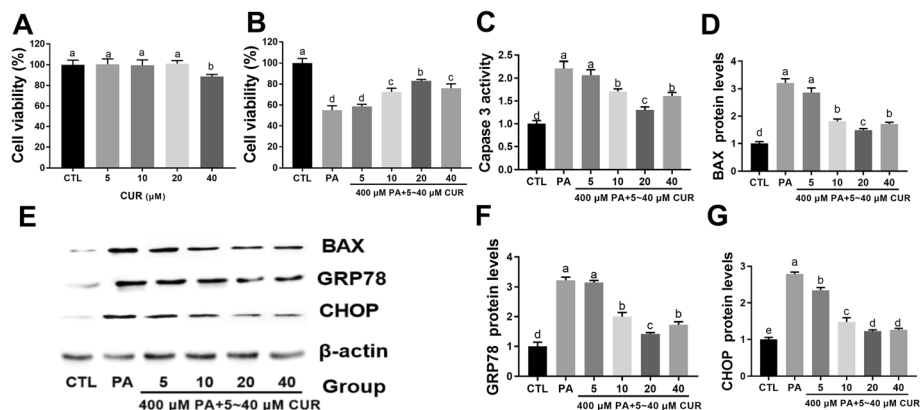 A
Cell viability (%)
120
100
80
60
40
20
0
a
a
a
a
b
CTL
5
10
20
40
CUR (μM)
B
Cell viability (%)
120
100
80
60
40
20
0
a
d
d
c
b
c
CTL
PA
5
10
20
40
400 μM PA+5~40 μM CUR
C
Capase 3 activity
2.5
2.0
1.5
1.0
0.5
0.0
d
a
a
b
c
b
CTL
PA
5
10
20
40
400 μM PA+5~40 μM CUR
D
BAX protein levels
4
3
2
1
0
d
a
a
b
c
b
CTL
PA
5
10
20
40
400 μM PA+5~40 μM CUR
E
BAX
GRP78
CHOP
β-actin
CTL PA 5 10 20 40 Group
400 μM PA+5~40 μM CUR
F
GRP78 protein levels
4
3
2
1
0
d
a
a
b
c
b
CTL
PA
5
10
20
40
400 μM PA+5~40 μM CUR
G
CHOP protein levels
3
2
1
0
e
a
b
c
d
d
CTL
PA
5
10
20
40
400 μM PA+5~40 μM CUR